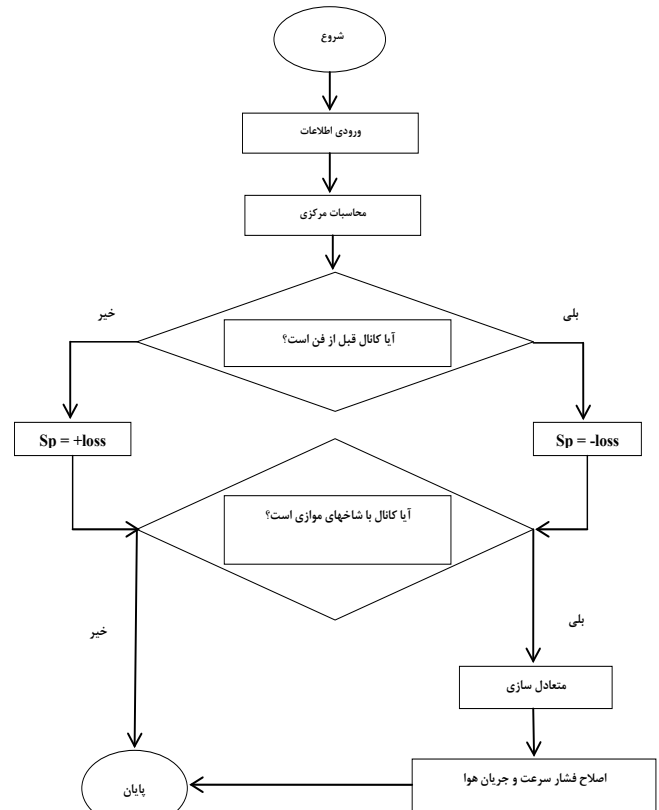 شروع
ورودی اطلاعات
محاسبات مرکزی
بلی
خیر
آیا کانال قبل از فن است؟
Sp = -loss
Sp = +loss
آیا کانال با شاخهای موازی است؟
بلی
خیر
متعادل سازی
اصلاح فشار سرعت و جریان هوا
پایان